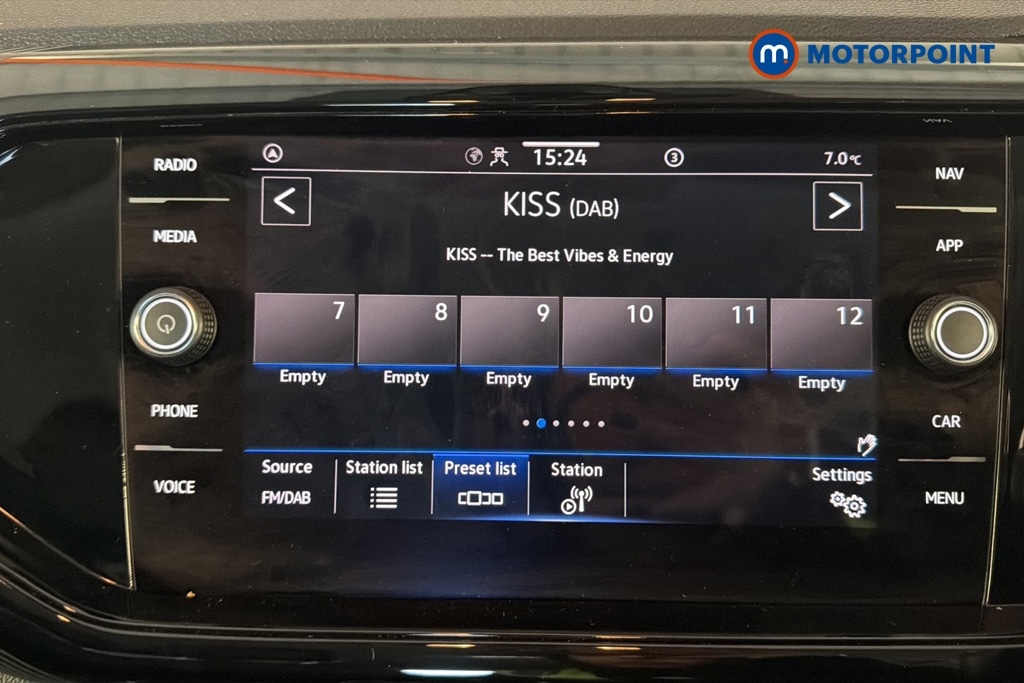 m. MOTORPOINT
RADIO
MEDIA
PHONE
VOICE
A 15:24 3 7.0°C
< KISS (DAB) >
KISS -- The Best Vibes & Energy
7 8 9 10 11 12
Empty Empty Empty Empty Empty Empty
Source Station list Preset list Station Settings
FM/DAB
NAV
APP
CAR
MENU